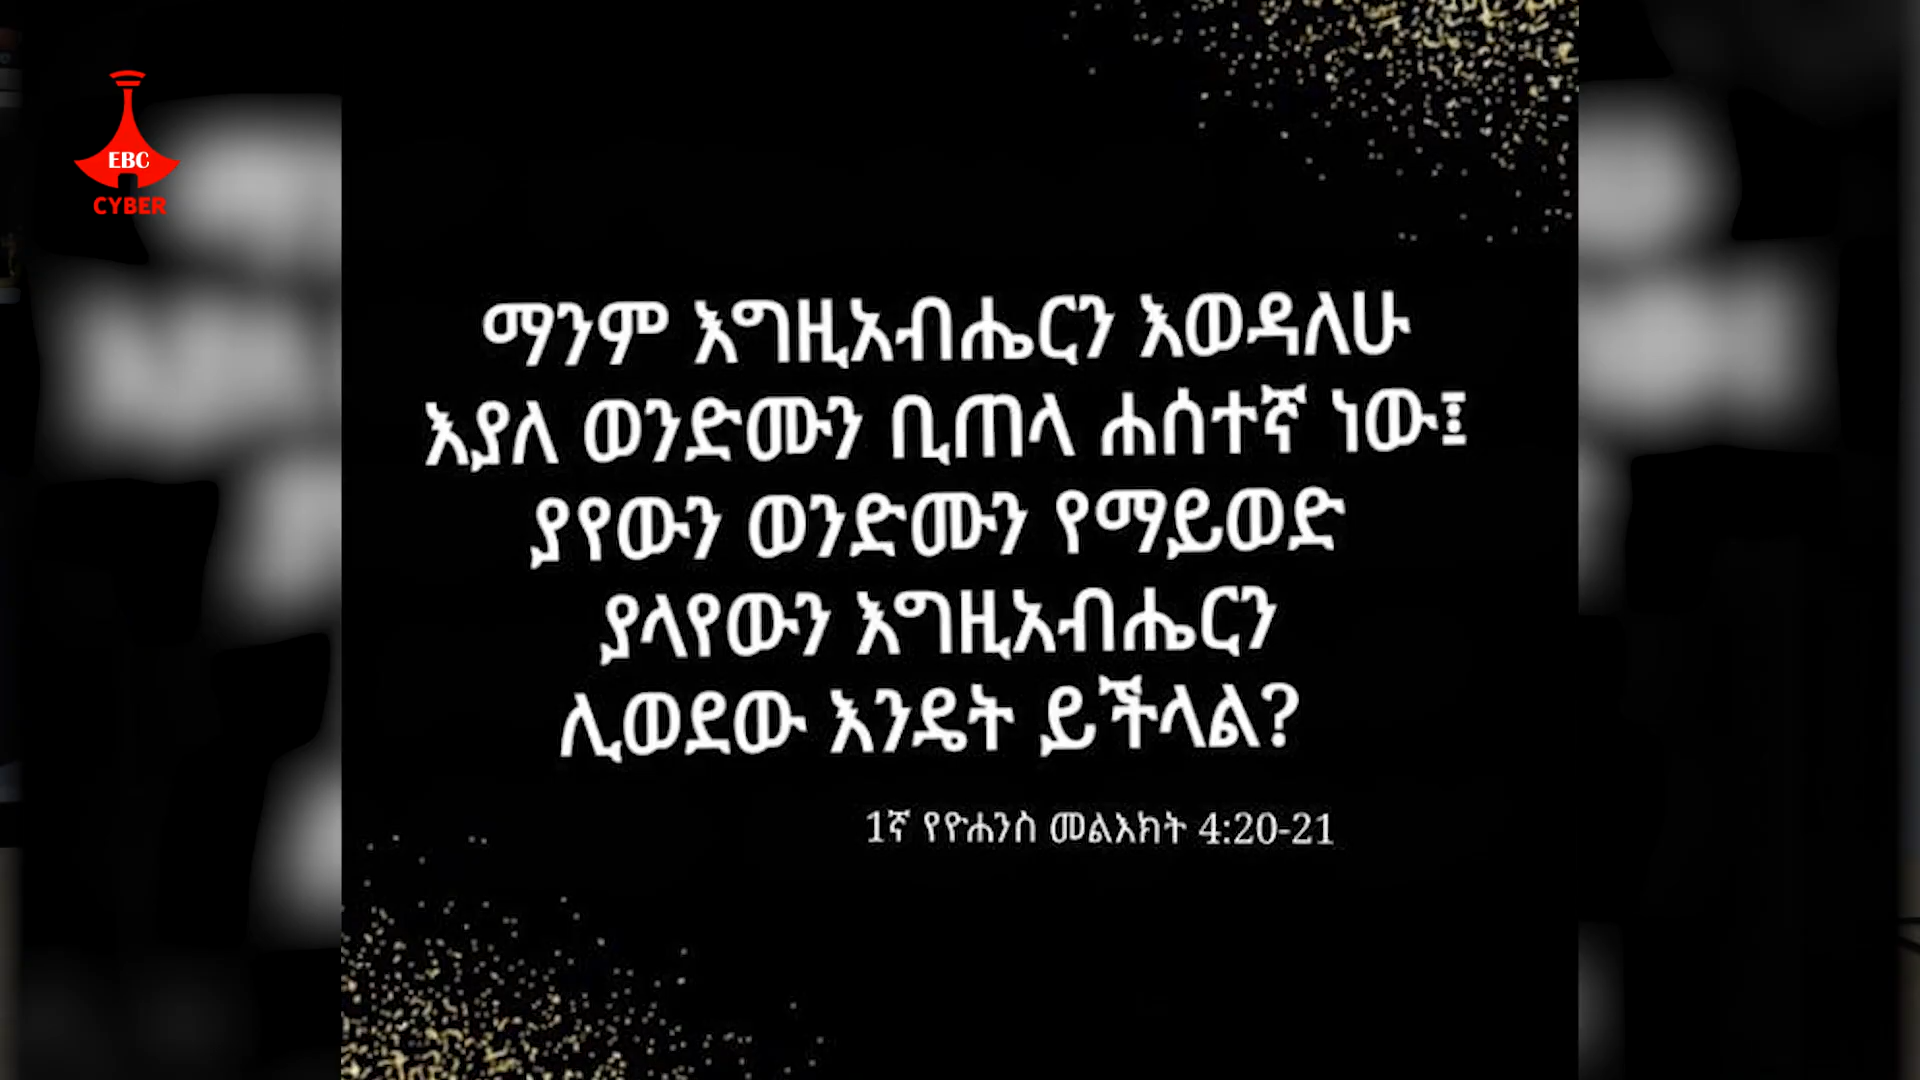 EBC
CYBER
ማንም እግዚአብሔርን እወዳለሁ
እያለ ወንድሙን ቢጠላ ሐሰተኛ ነው፤
ያየውን ወንድሙን የማይወድ
ያላየውን እግዚአብሔርን
ሊወደው እንዴት ይችላል?
1ኛ የዮሐንስ መልእክት 4:20-21